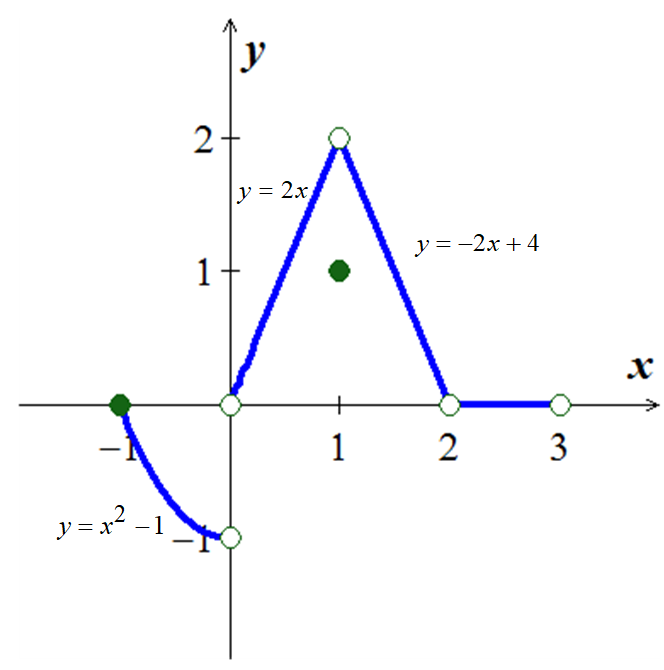 y
2
y = 2x
y = −2x + 4
1
x
−1
1
2
3
y = x² − 1
−1